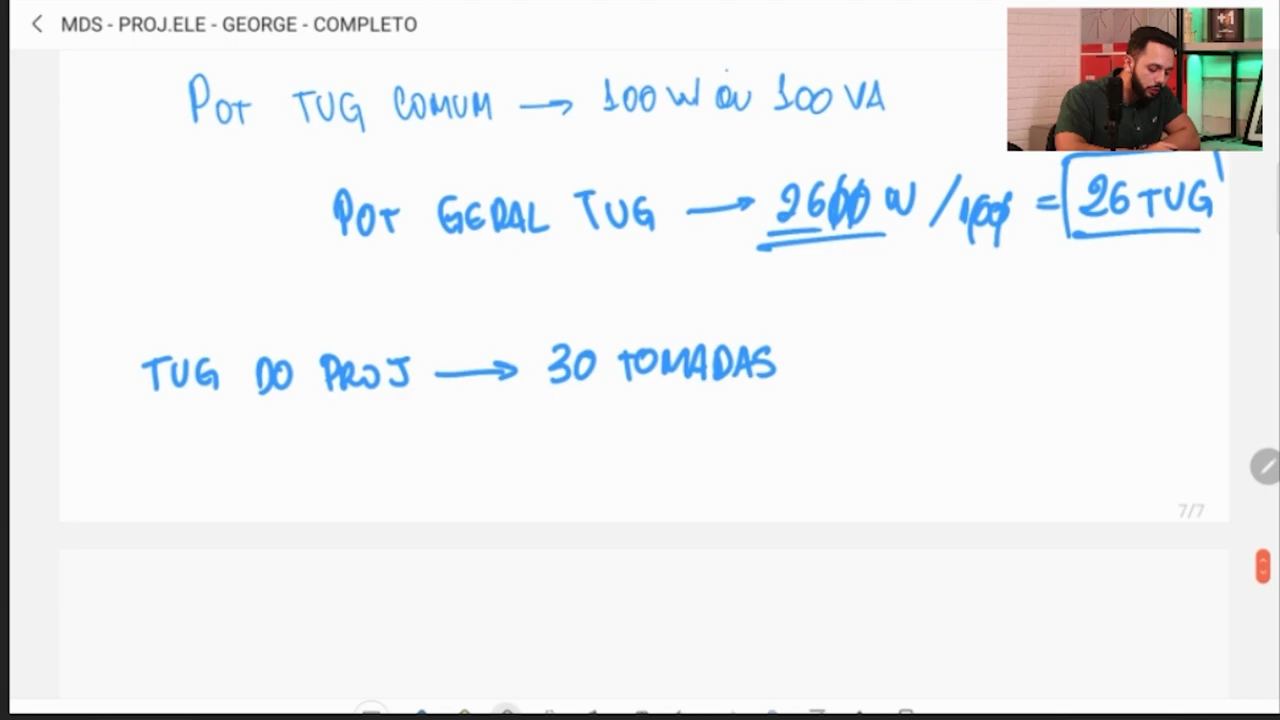 MDS - PROJ.ELE - GEORGE - COMPLETO
POT TUG COMUM → 100 W OU 100 VA
POT GERAL TUG → 2600 W / 100 = 26 TUG
TUG DO PROJ → 30 TOMADAS
7/7